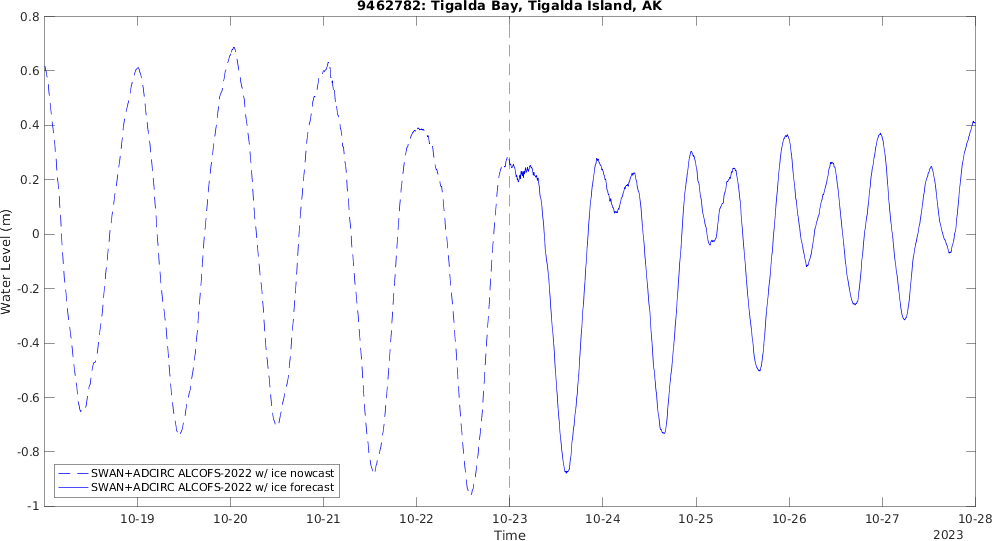 9462782: Tigalda Bay, Tigalda Island, AK
0.8
0.6
0.4
0.2
0
-0.2
-0.4
-0.6
-0.8
-1
Water Level (m)
SWAN+ADCIRC ALCOFS-2022 w/ ice nowcast
SWAN+ADCIRC ALCOFS-2022 w/ ice forecast
10-19 10-20 10-21 10-22 10-23 10-24 10-25 10-26 10-27 10-28
Time
2023